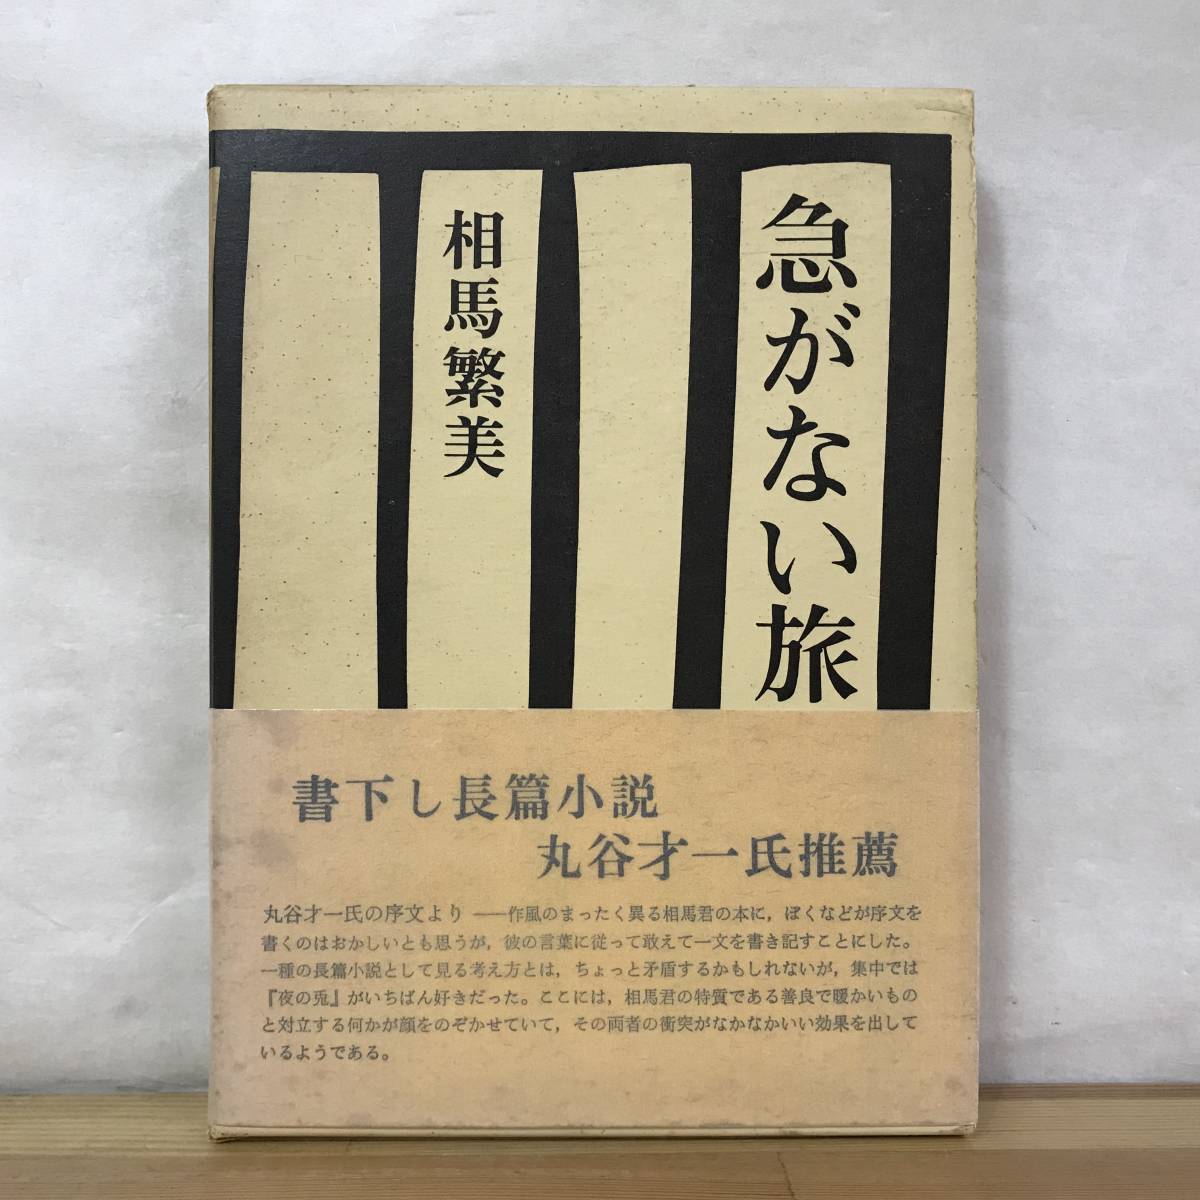 急がない旅
相馬繁美
書下し長篇小説
丸谷才一氏推薦
丸谷才一氏の序文より ――作風のまったく異る相馬君の本に，ぼくなどが序文を
書くのはおかしいとも思うが，彼の言葉に従って敢えて一文を書き記すことにした。
一種の長篇小説として見る考え方とは，ちょっと矛盾するかもしれないが，集中では
『夜の兎』がいちばん好きだった。ここには，相馬君の特質である善良で暖かいもの
と対立する何かが顔をのぞかせていて，その両者の衝突がなかなかいい効果を出して
いるようである。